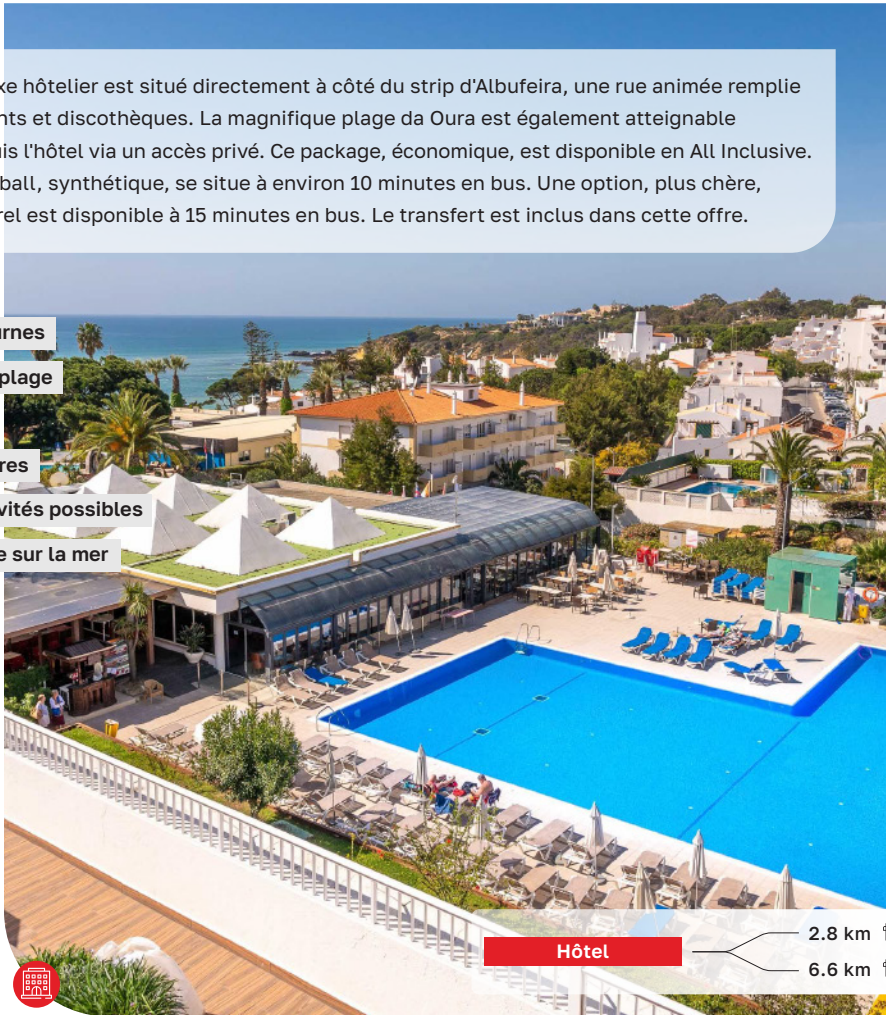 xe hôtelier est situé directement à côté du strip d'Albufeira, une rue animée remplie
nts et discothèques. La magnifique plage da Oura est également atteignable
is l'hôtel via un accès privé. Ce package, économique, est disponible en All Inclusive.
ball, synthétique, se situe à environ 10 minutes en bus. Une option, plus chère,
rel est disponible à 15 minutes en bus. Le transfert est inclus dans cette offre.
urnes
plage
res
vités possibles
e sur la mer
Hôtel
2.8 km
6.6 km